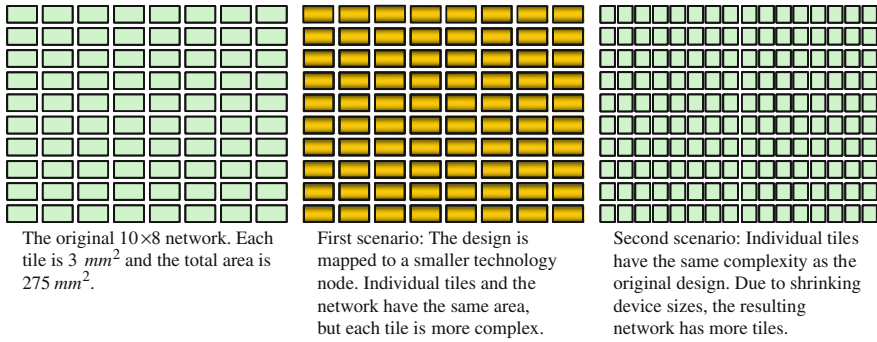 The original 10×8 network. Each
tile is 3 mm² and the total area is
275 mm².
First scenario: The design is
mapped to a smaller technology
node. Individual tiles and the
network have the same area,
but each tile is more complex.
Second scenario: Individual tiles
have the same complexity as the
original design. Due to shrinking
device sizes, the resulting
network has more tiles.